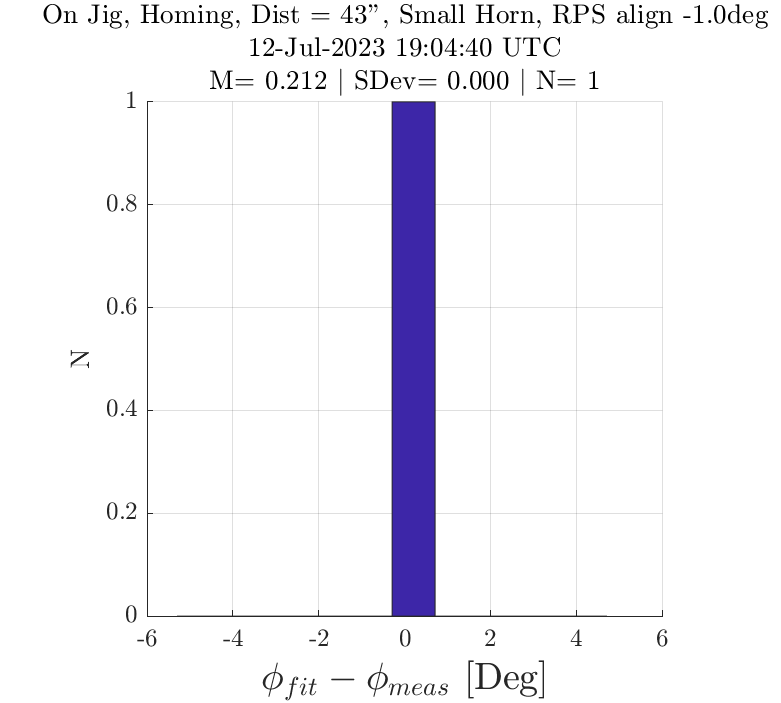 On Jig, Homing, Dist = 43”, Small Horn, RPS align -1.0deg
12-Jul-2023 19:04:40 UTC
M= 0.212 | SDev= 0.000 | N= 1
1
0.8
0.6
N
0.4
0.2
0
-6 -4 -2 0 2 4 6
ϕfit − ϕmeas [Deg]